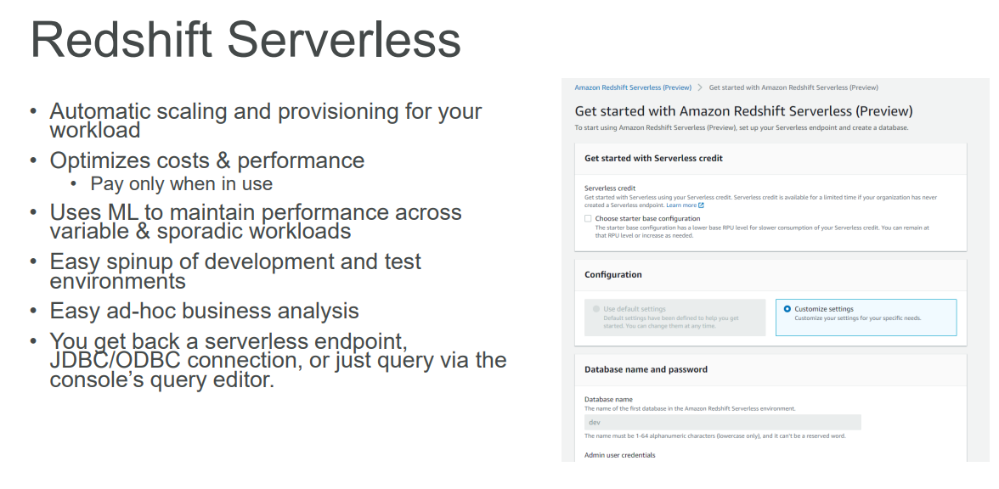 Redshift Serverless
• Automatic scaling and provisioning for your
workload
• Optimizes costs & performance
• Pay only when in use
• Uses ML to maintain performance across
variable & sporadic workloads
• Easy spinup of development and test
environments
• Easy ad-hoc business analysis
• You get back a serverless endpoint,
JDBC/ODBC connection, or just query via the
console’s query editor.
Amazon Redshift Serverless (Preview) > Get started with Amazon Redshift Serverless (Preview)
Get started with Amazon Redshift Serverless (Preview)
To start using Amazon Redshift Serverless (Preview), set up your Serverless endpoint and create a database.
Get started with Serverless credit
Serverless credit
Get started with Serverless using your Serverless credit. Serverless credit is available for a limited time if your organization has never
created a Serverless endpoint. Learn more
Choose starter base configuration
The starter base configuration has a lower base RPU level for slower consumption of your Serverless credit. You can remain at
that RPU level or increase as needed.
Configuration
Use default settings
Default settings have been defined to help you get
started. You can change them at any time.
Customize settings
Customize your settings for your specific needs.
Database name and password
Database name
The name of the first database in the Amazon Redshift Serverless environment.
dev
The name must be 1-64 alphanumeric characters (lowercase only), and it can't be a reserved word.
Admin user credentials